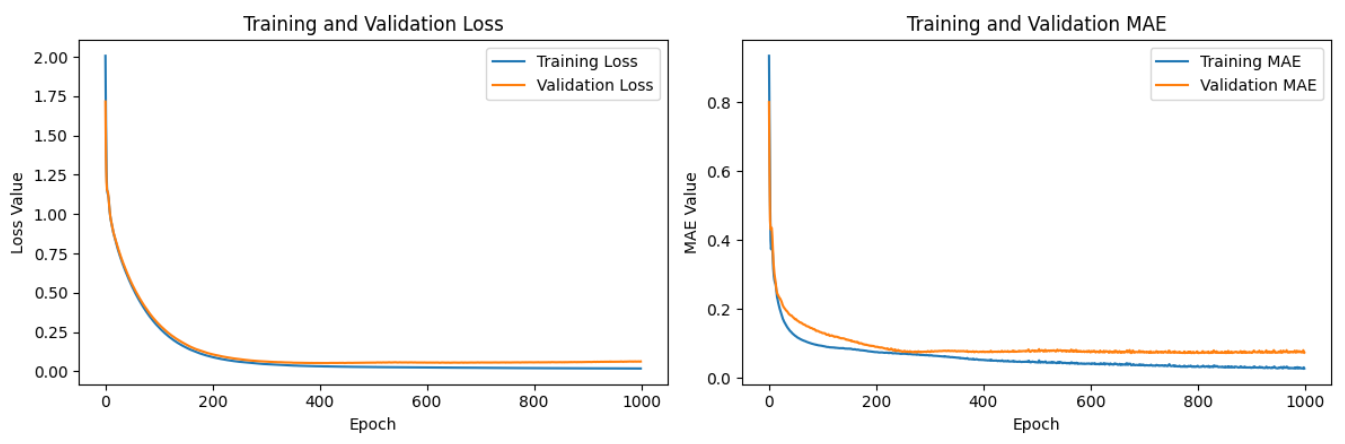 Training and Validation Loss
Training Loss
Validation Loss
2.00
1.75
1.50
1.25
1.00
0.75
0.50
0.25
0.00
Loss Value
0 200 400 600 800 1000
Epoch
Training and Validation MAE
Training MAE
Validation MAE
0.8
0.6
0.4
0.2
0.0
MAE Value
0 200 400 600 800 1000
Epoch